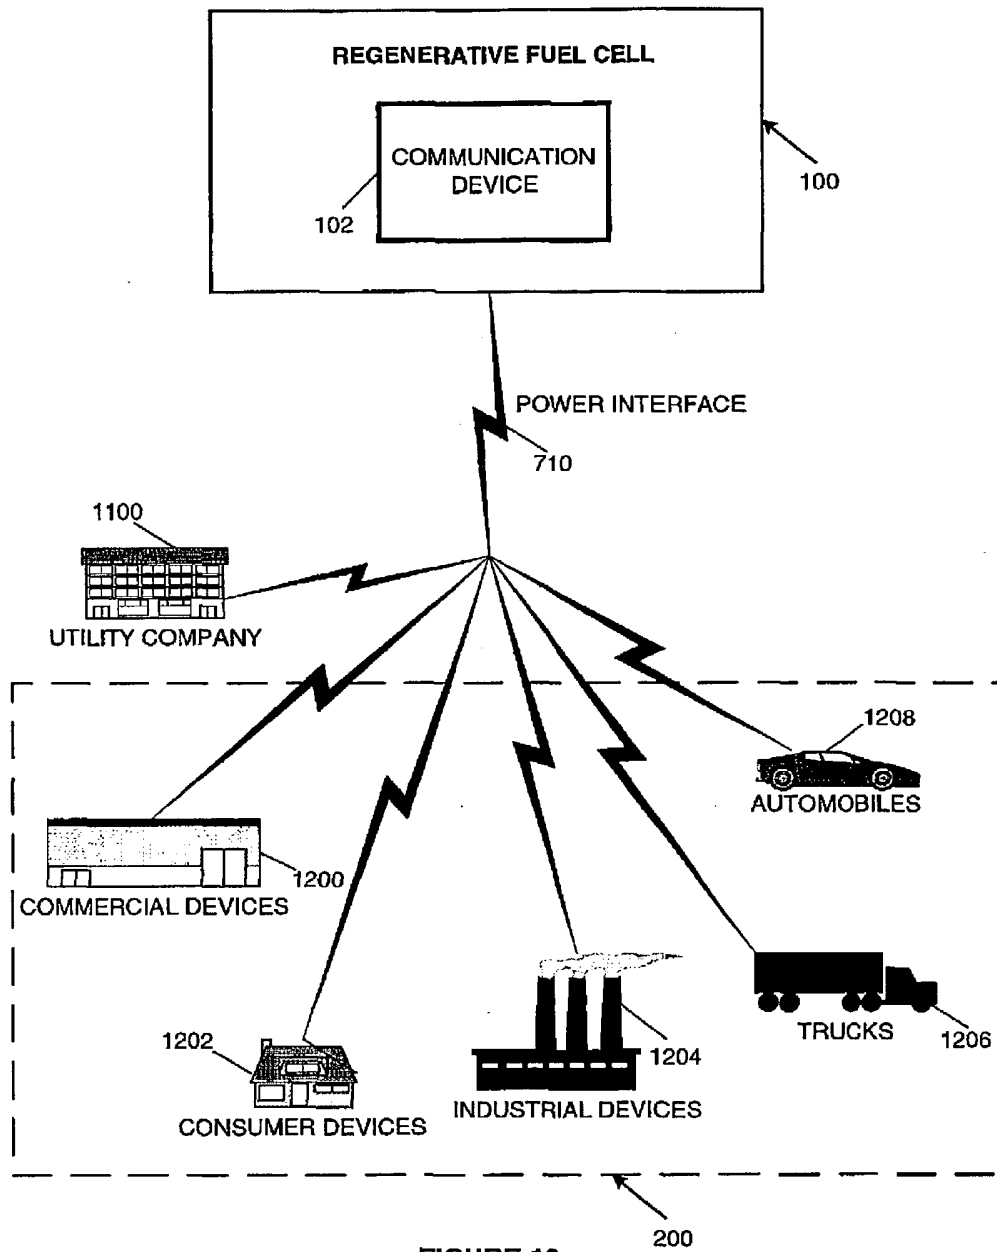 REGENERATIVE FUEL CELL
COMMUNICATION
DEVICE
102
100
POWER INTERFACE
710
1100
UTILITY COMPANY
1208
AUTOMOBILES
1200
COMMERCIAL DEVICES
1202
CONSUMER DEVICES
1204
INDUSTRIAL DEVICES
TRUCKS
1206
200